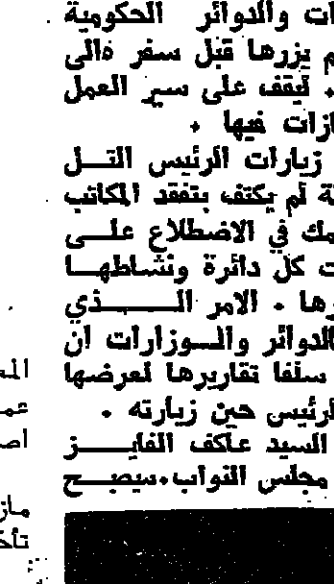 ات والدوائر الحكومية
م يزرها قبل سفر ه الى
. ليقف على سير العمل
ازات فيها .
زيارات الرئيس التل
ة لم يكتف بتفقد المكاتب
مك في الاضطلاع على
ت كل دائرة ونشاطها
رها . الامر الذي
الدوائر والوزارات ان
سلفا تقاريرها لعرضها
لرئيس حين زيارته .
السيد عاكف الفايز
مجلس النواب . سيصبح